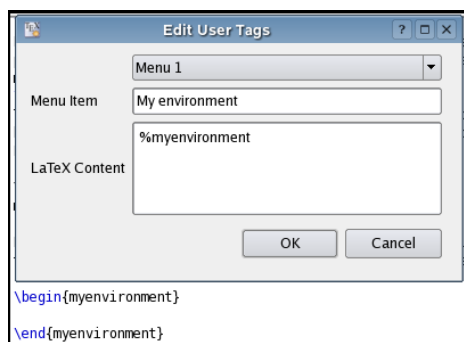 Edit User Tags
Menu 1
Menu Item
My environment
LaTeX Content
%myenvironment
OK
Cancel
\begin{myenvironment}
\end{myenvironment}